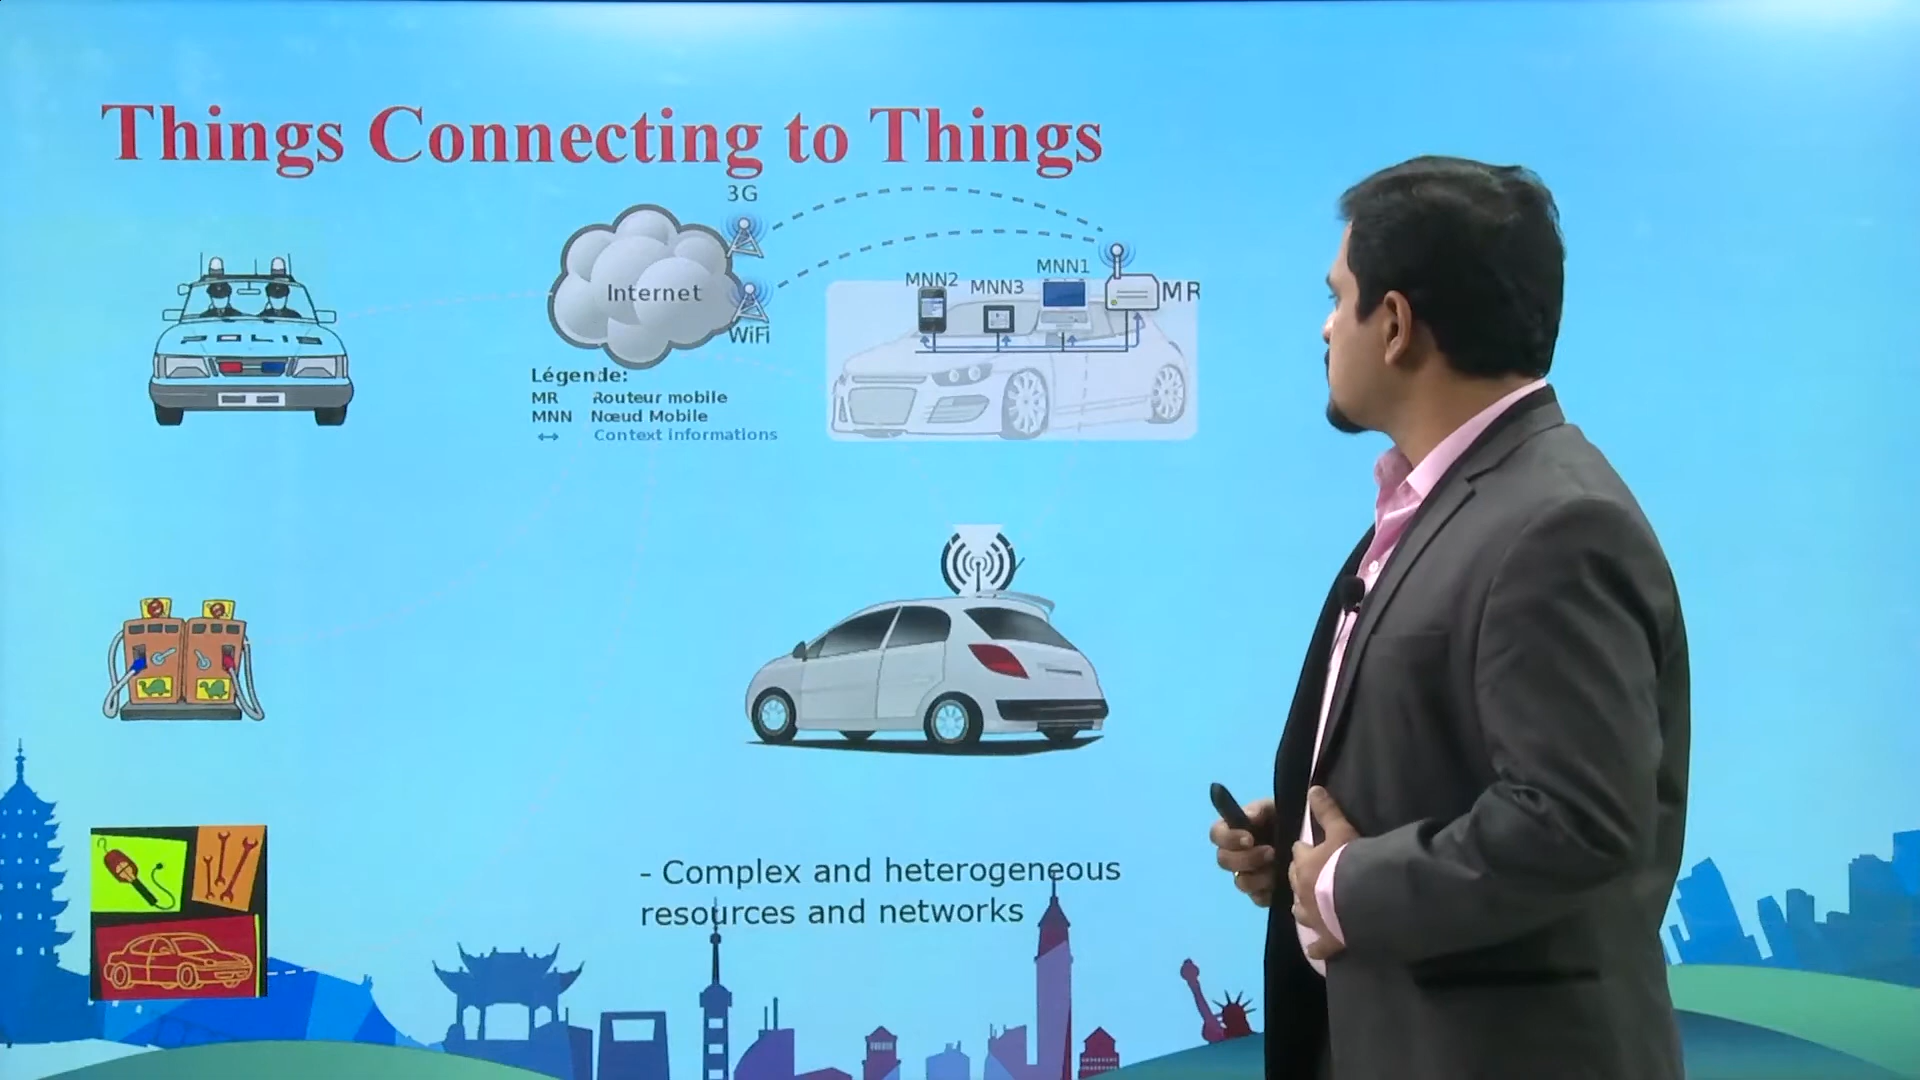 Things Connecting to Things
3G
Internet
WiFi
MNN2
MNN3
MNN1
MR
Légende:
MR Routeur mobile
MNN Nœud Mobile
↔ Context informations
POLIS
- Complex and heterogeneous
resources and networks